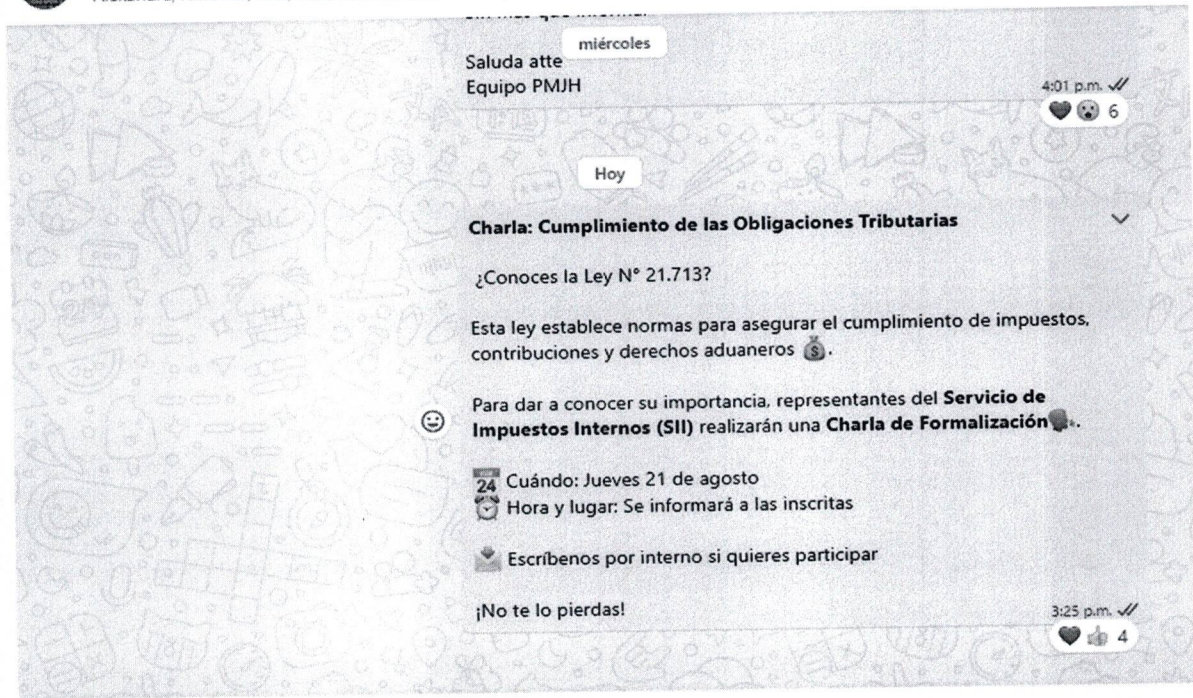 miércoles
Saluda atte
Equipo PMJH
4:01 p.m.
6
Hoy
Charla: Cumplimiento de las Obligaciones Tributarias
¿Conoces la Ley N° 21.713?
Esta ley establece normas para asegurar el cumplimiento de impuestos,
contribuciones y derechos aduaneros
Para dar a conocer su importancia, representantes del Servicio de
Impuestos Internos (SII) realizarán una Charla de Formalización.
24 Cuándo: Jueves 21 de agosto
Hora y lugar: Se informará a las inscritas
Escríbenos por interno si quieres participar
¡No te lo pierdas!
3:25 p.m.
4